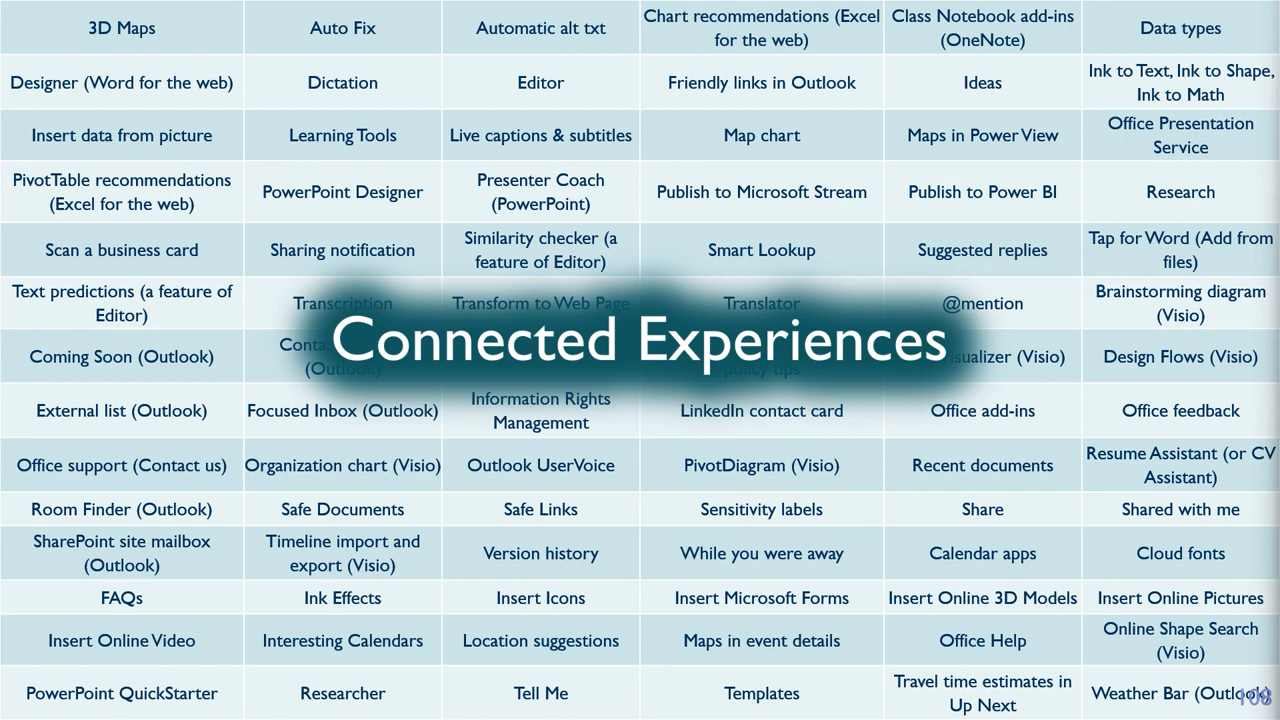 3D Maps
Auto Fix
Automatic alt txt
Chart recommendations (Excel
for the web)
Class Notebook add-ins
(OneNote)
Data types
Designer (Word for the web)
Dictation
Editor
Friendly links in Outlook
Ideas
Ink to Text, Ink to Shape,
Ink to Math
Insert data from picture
Learning Tools
Live captions & subtitles
Map chart
Maps in Power View
Office Presentation
Service
PivotTable recommendations
(Excel for the web)
PowerPoint Designer
Presenter Coach
(PowerPoint)
Publish to Microsoft Stream
Publish to Power BI
Research
Scan a business card
Sharing notification
Similarity checker (a
feature of Editor)
Smart Lookup
Suggested replies
Tap for Word (Add from
files)
Text predictions (a feature of
Editor)
Transcription
Transform to Web Page
Translator
@mention
Brainstorming diagram
(Visio)
Connected Experiences
Coming Soon (Outlook)
(Outlook)
policy tips
(Visio)
Design Flows (Visio)
External list (Outlook)
Focused Inbox (Outlook)
Information Rights
Management
LinkedIn contact card
Office add-ins
Office feedback
Office support (Contact us)
Organization chart (Visio)
Outlook UserVoice
PivotDiagram (Visio)
Recent documents
Resume Assistant (or CV
Assistant)
Room Finder (Outlook)
Safe Documents
Safe Links
Sensitivity labels
Share
Shared with me
SharePoint site mailbox
(Outlook)
Timeline import and
export (Visio)
Version history
While you were away
Calendar apps
Cloud fonts
FAQs
Ink Effects
Insert Icons
Insert Microsoft Forms
Insert Online 3D Models
Insert Online Pictures
Insert Online Video
Interesting Calendars
Location suggestions
Maps in event details
Office Help
Online Shape Search
(Visio)
PowerPoint QuickStarter
Researcher
Tell Me
Templates
Travel time estimates in
Up Next
Weather Bar (Outlook)
108